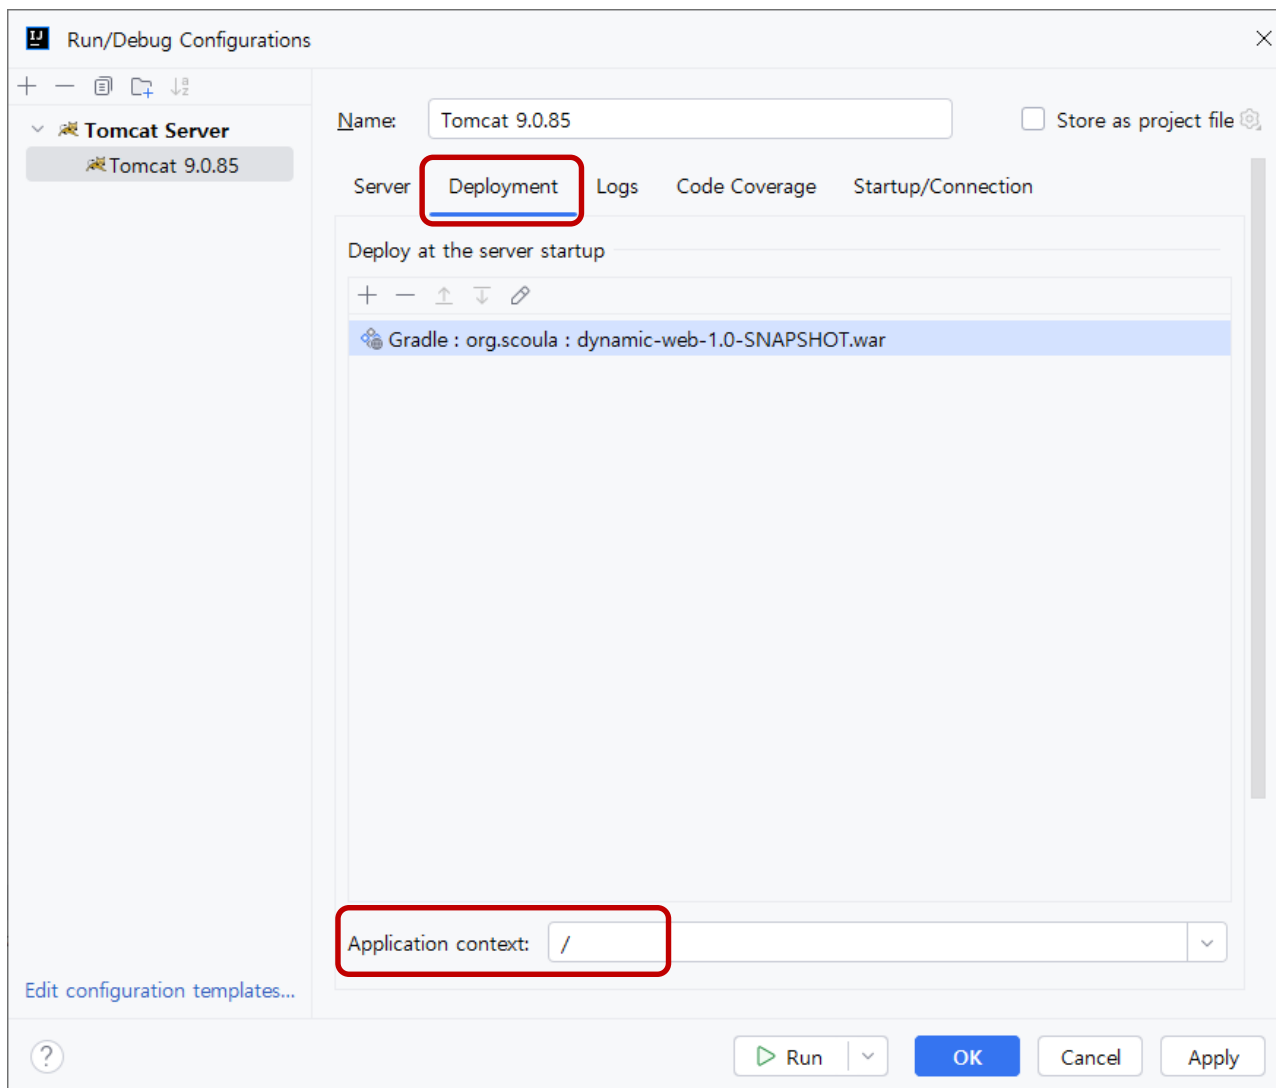 Run/Debug Configurations
Tomcat Server
Tomcat 9.0.85
Edit configuration templates...
Name: Tomcat 9.0.85
Store as project file
Server Deployment Logs Code Coverage Startup/Connection
Deploy at the server startup
Gradle : org.scoula : dynamic-web-1.0-SNAPSHOT.war
Application context: /
? Run OK Cancel Apply